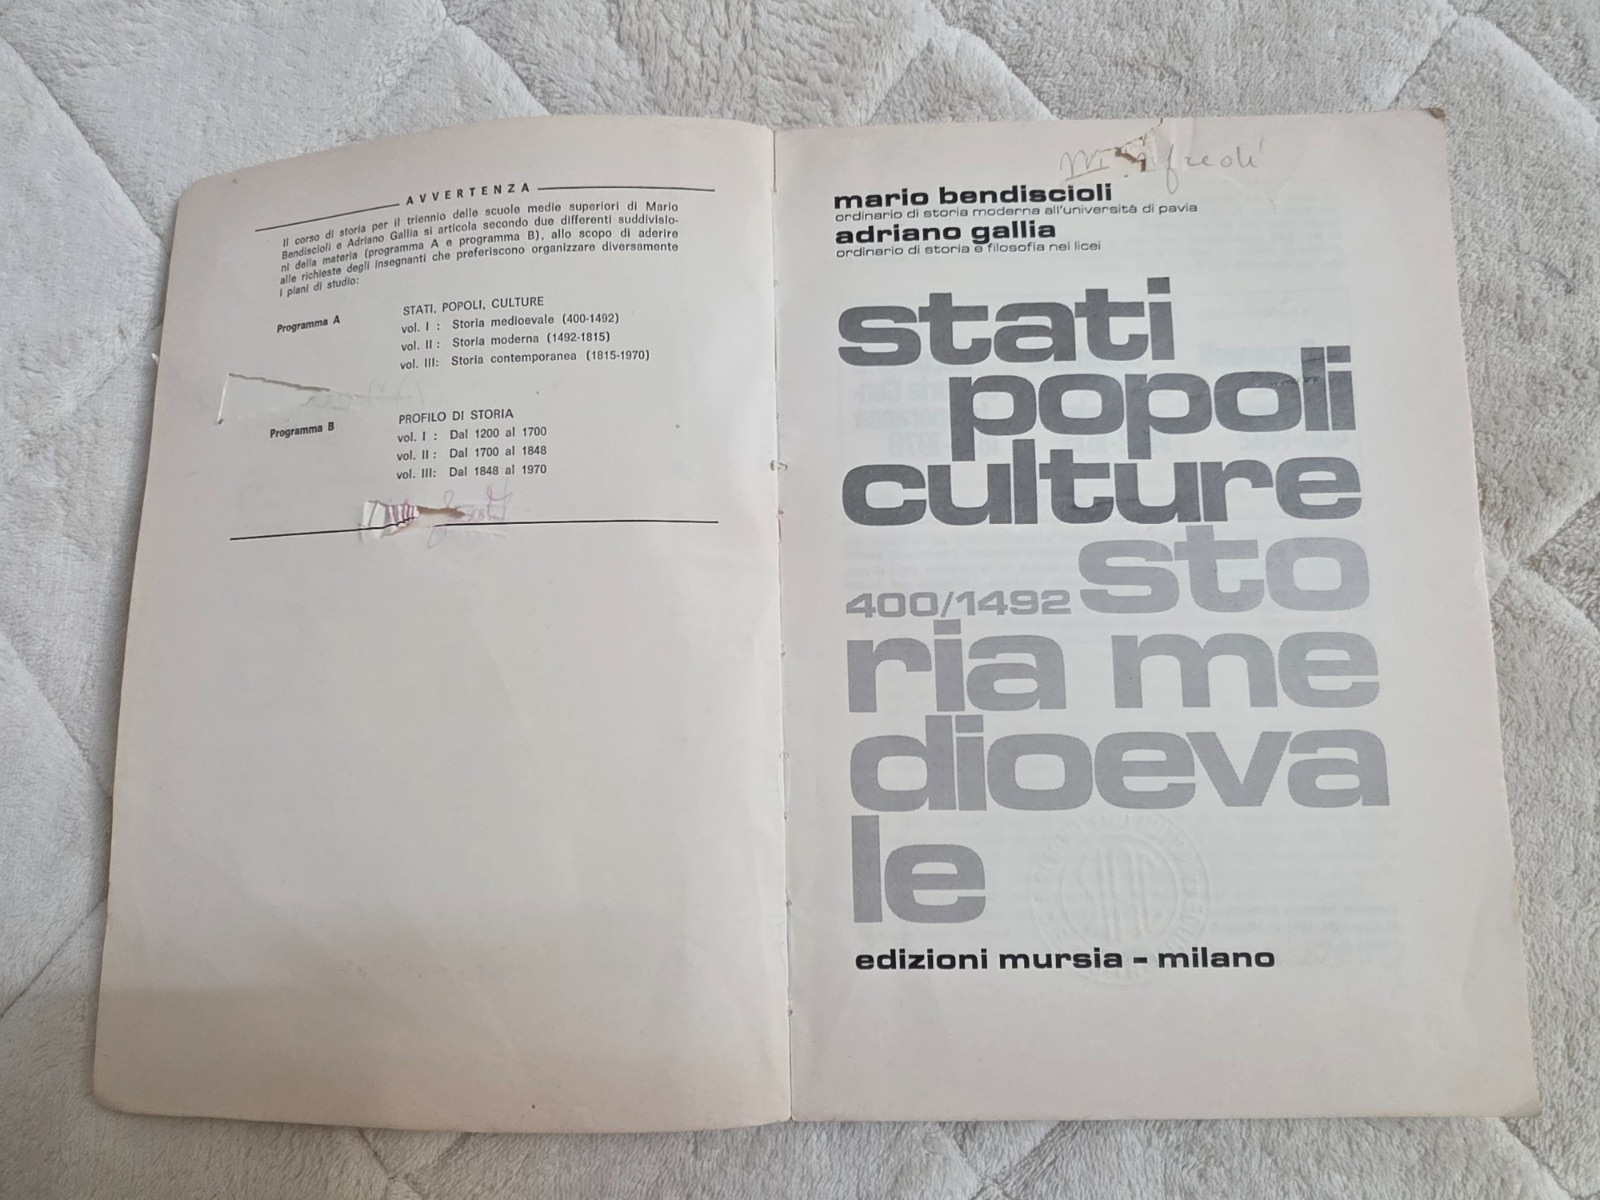 AVVERTENZA
Il corso di storia per il triennio delle scuole medie superiori di Mario
Bendiscioli e Adriano Gallia si articola secondo due differenti suddivisio-
ni della materia (programma A e programma B), allo scopo di aderire
alle richieste degli insegnanti che preferiscono organizzare diversamente
i piani di studio:
Programma A
STATI, POPOLI, CULTURE
vol. I : Storia medioevale (400-1492)
vol. II : Storia moderna (1492-1815)
vol. III: Storia contemporanea (1815-1970)
Programma B
PROFILO DI STORIA
vol. I : Dal 1200 al 1700
vol. II : Dal 1700 al 1848
vol. III: Dal 1848 al 1970
mario bendiscioli
ordinario di storia moderna all'università di pavia
adriano gallia
ordinario di storia e filosofia nei licei
stati
popoli
culture
400/1492 sto
ria me
dioeva
le
edizioni mursia - milano